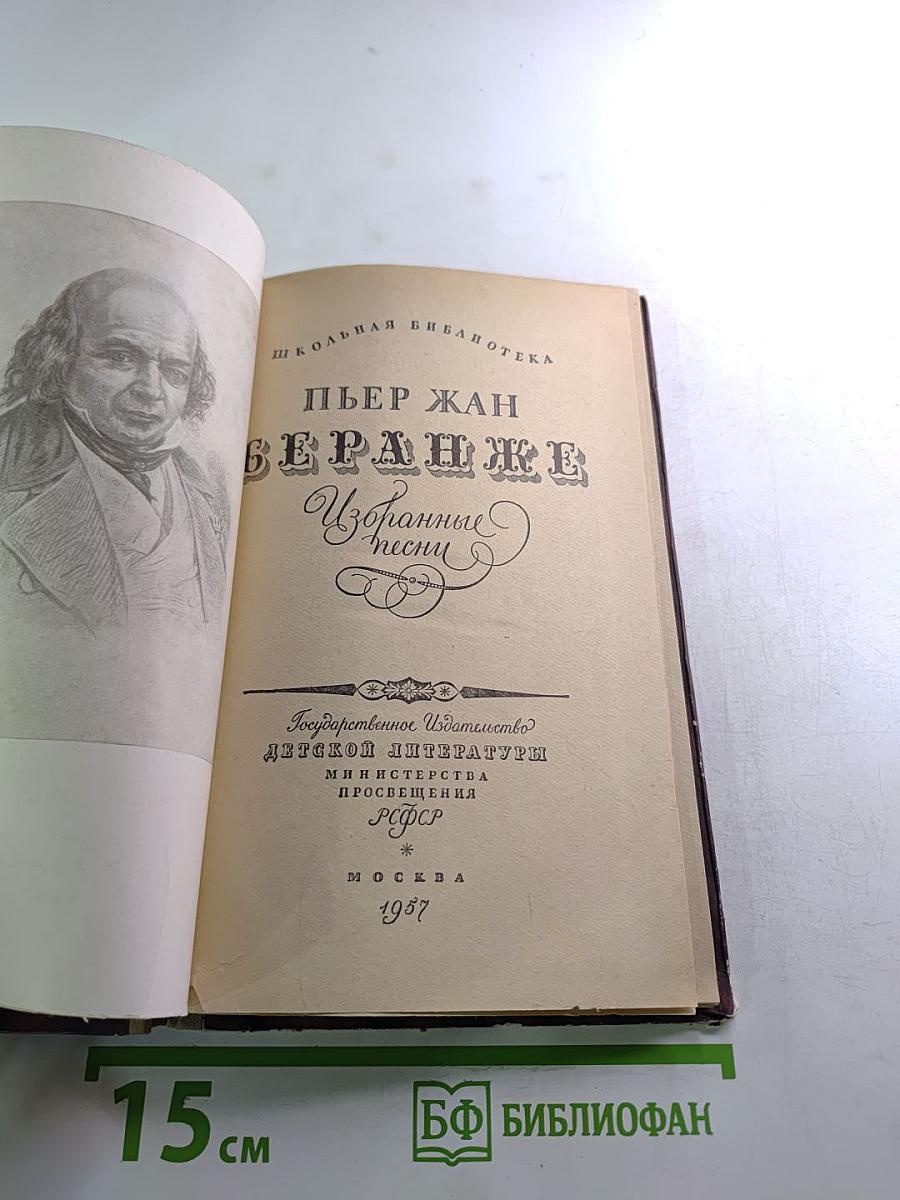 ШКОЛЬНАЯ БИБЛИОТЕКА
ПЬЕР ЖАН
БЕРАНЖЕ
Избранные
песни
Государственное Издательство
ДЕТСКОЙ ЛИТЕРАТУРЫ
МИНИСТЕРСТВА
ПРОСВЕЩЕНИЯ
РСФСР
*
МОСКВА
1957
15 см
БФ БИБЛИОФАН